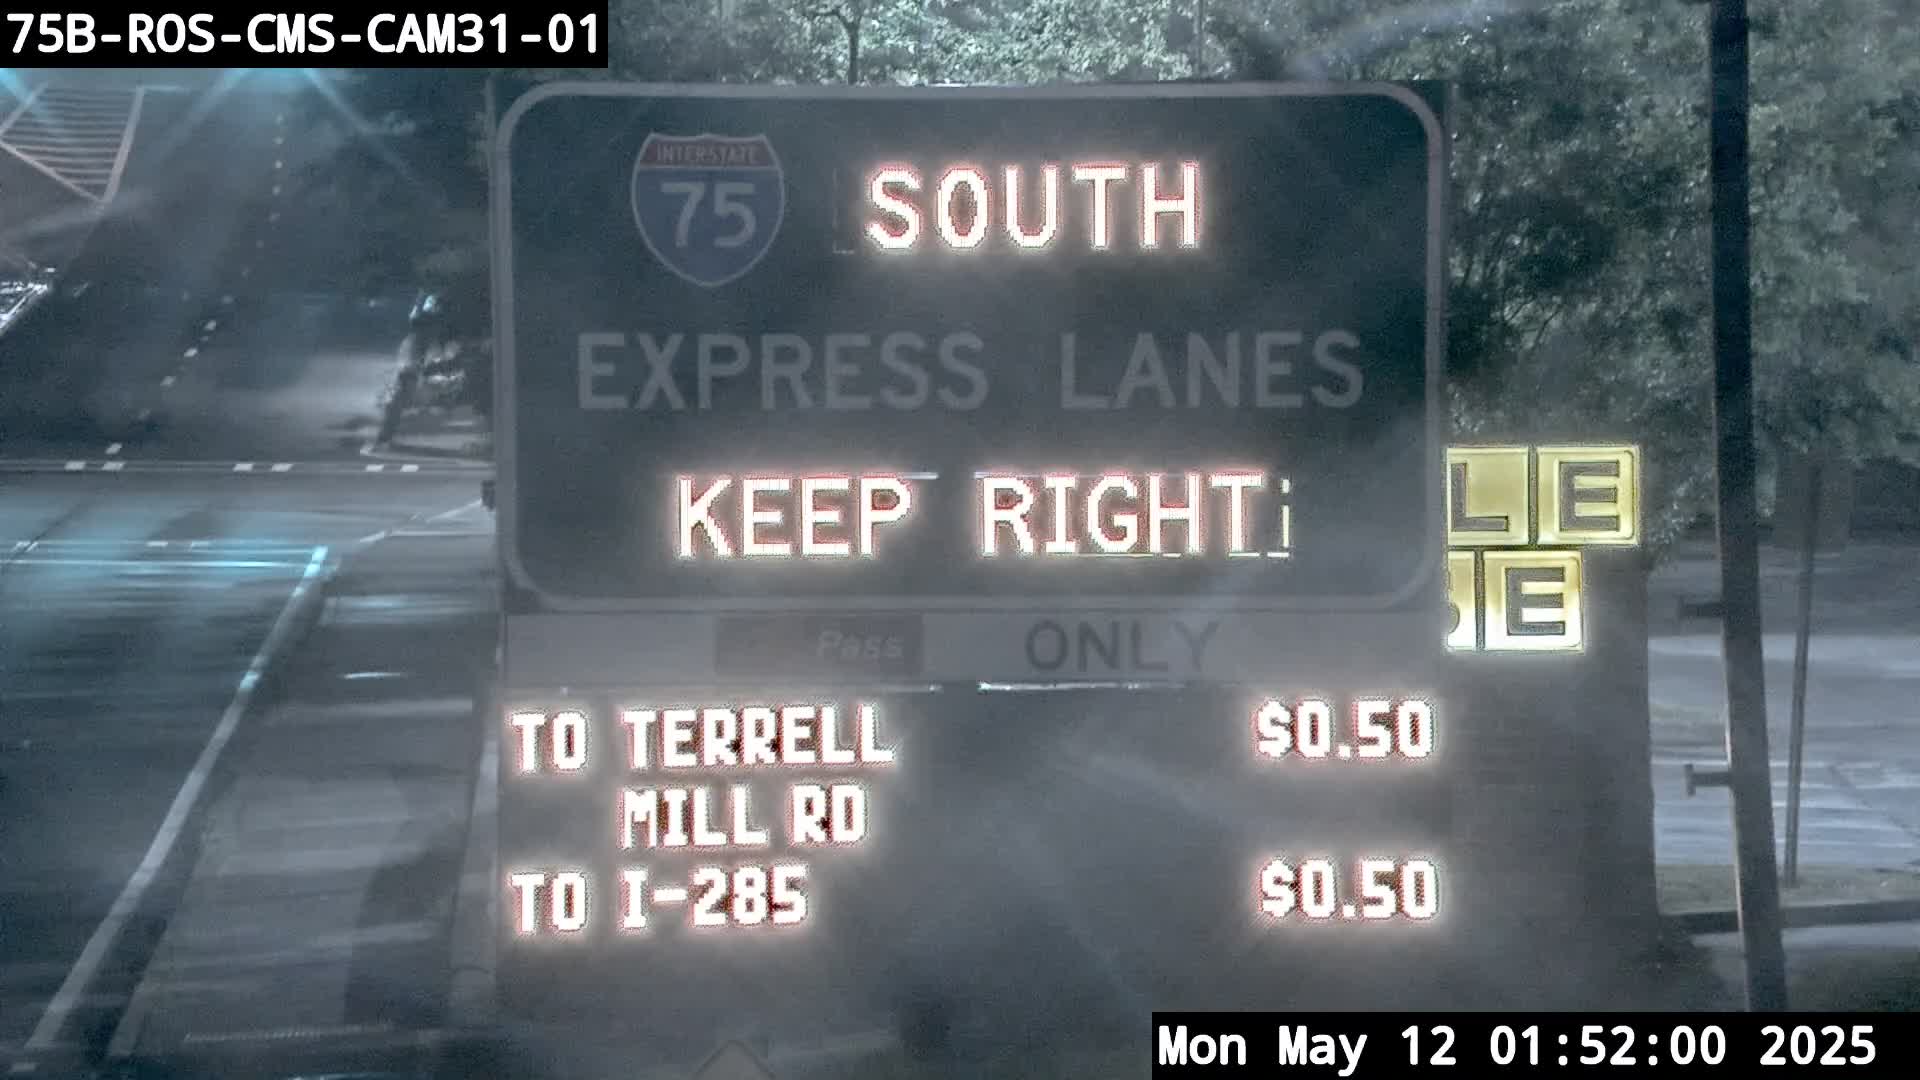 75B-ROS-CMS-CAM31-01
INTERSTATE
75
SOUTH
EXPRESS LANES
KEEP RIGHT
Pass ONLY
LE
E
TO TERRELL $0.50
MILL RD
TO I-285 $0.50
Mon May 12 01:52:00 2025